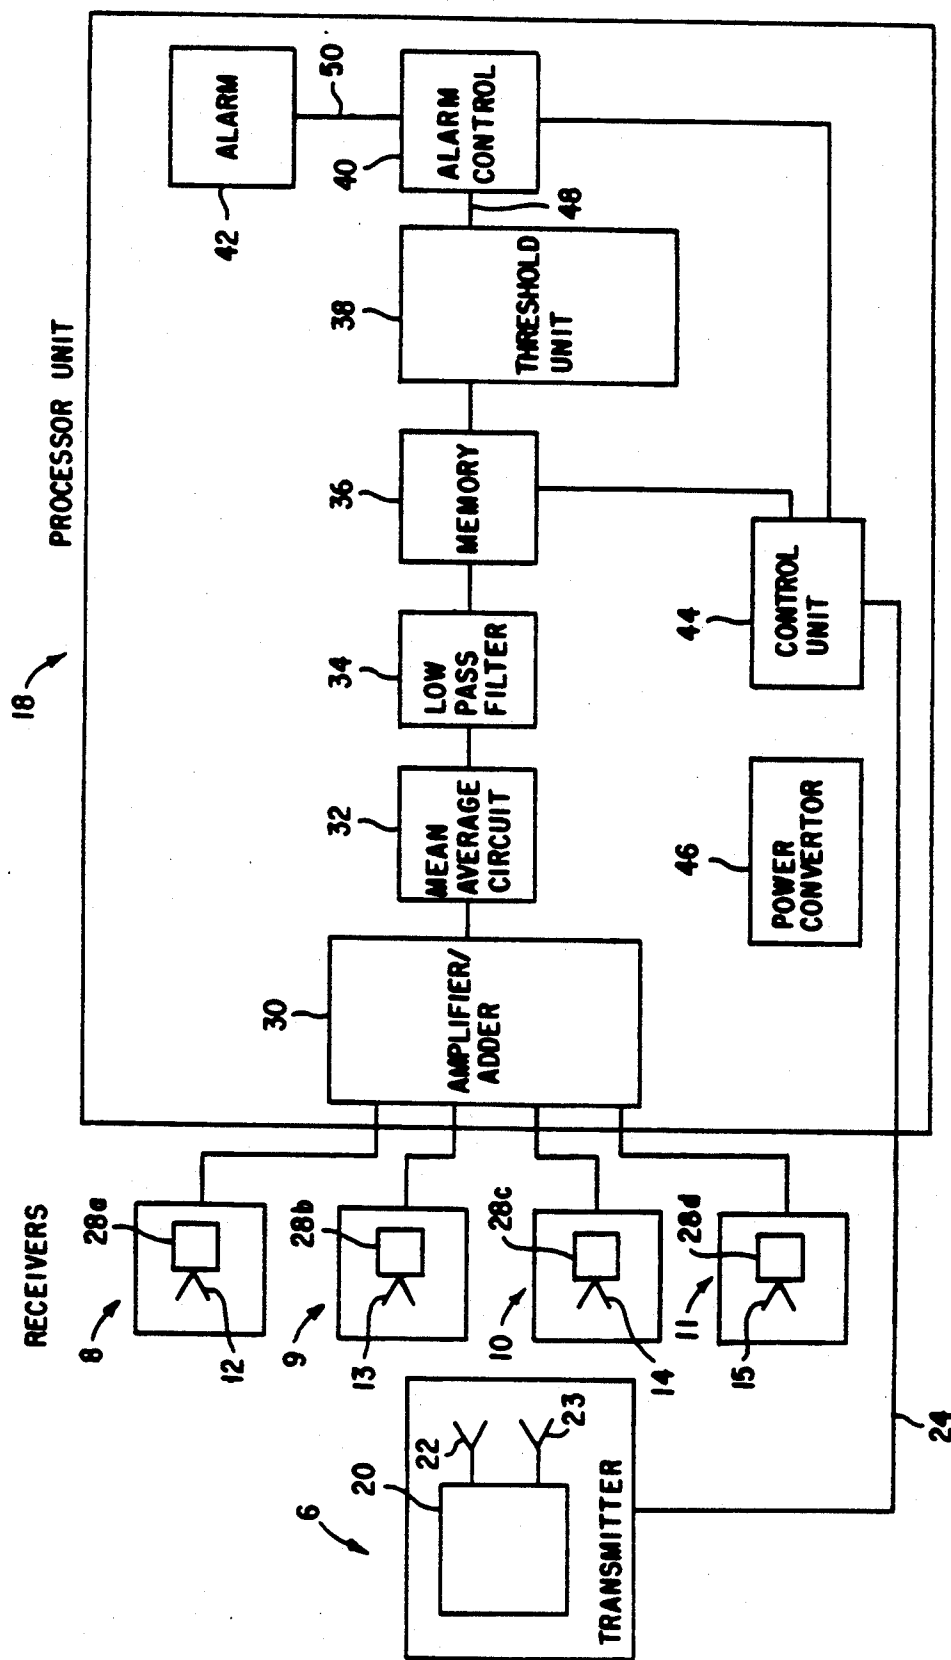 PROCESSOR UNIT
18
RECEIVERS
8
12
28a
9
13
28b
10
14
28c
11
15
28d
6
20
22
23
TRANSMITTER
24
30
AMPLIFIER/
ADDER
32
MEAN
AVERAGE
CIRCUIT
34
LOW
PASS
FILTER
36
MEMORY
38
THRESHOLD
UNIT
48
40
ALARM
CONTROL
50
42
ALARM
44
CONTROL
UNIT
46
POWER
CONVERTOR